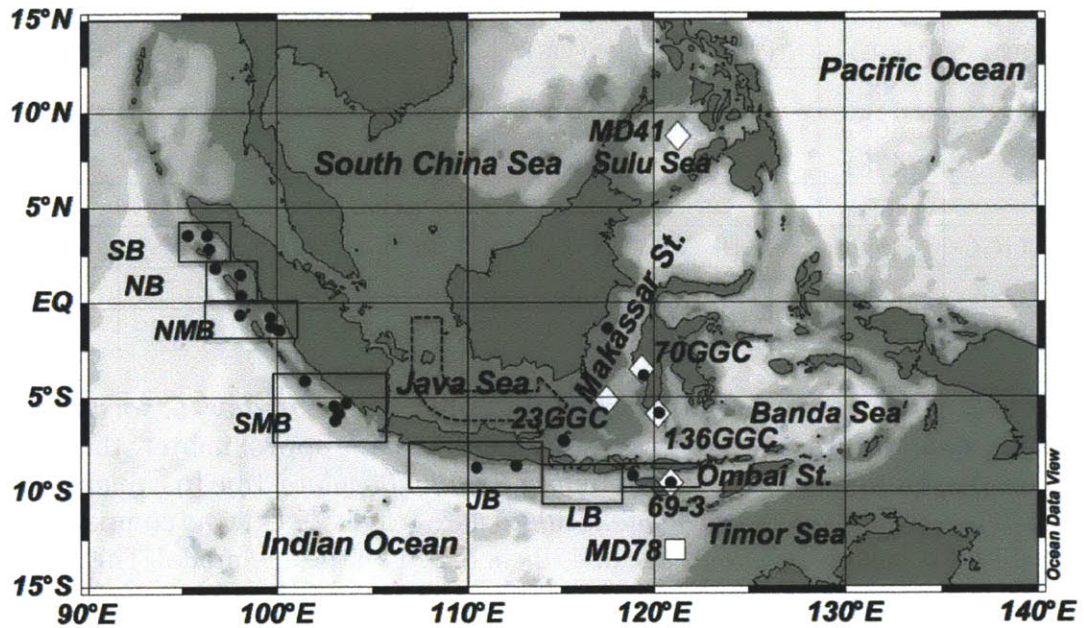 15°N
10°N
5°N
EQ
5°S
10°S
15°S
Pacific Ocean
MD41
South China Sea
Sulu Sea
SB
NB
NMB
Makassar St.
70GGC
Java Sea
SMB
23GGC
Banda Sea
136GGC
Ombai St.
JB
LB
69-3
Timor Sea
Indian Ocean
MD78
Ocean Data View
90°E
100°E
110°E
120°E
130°E
140°E